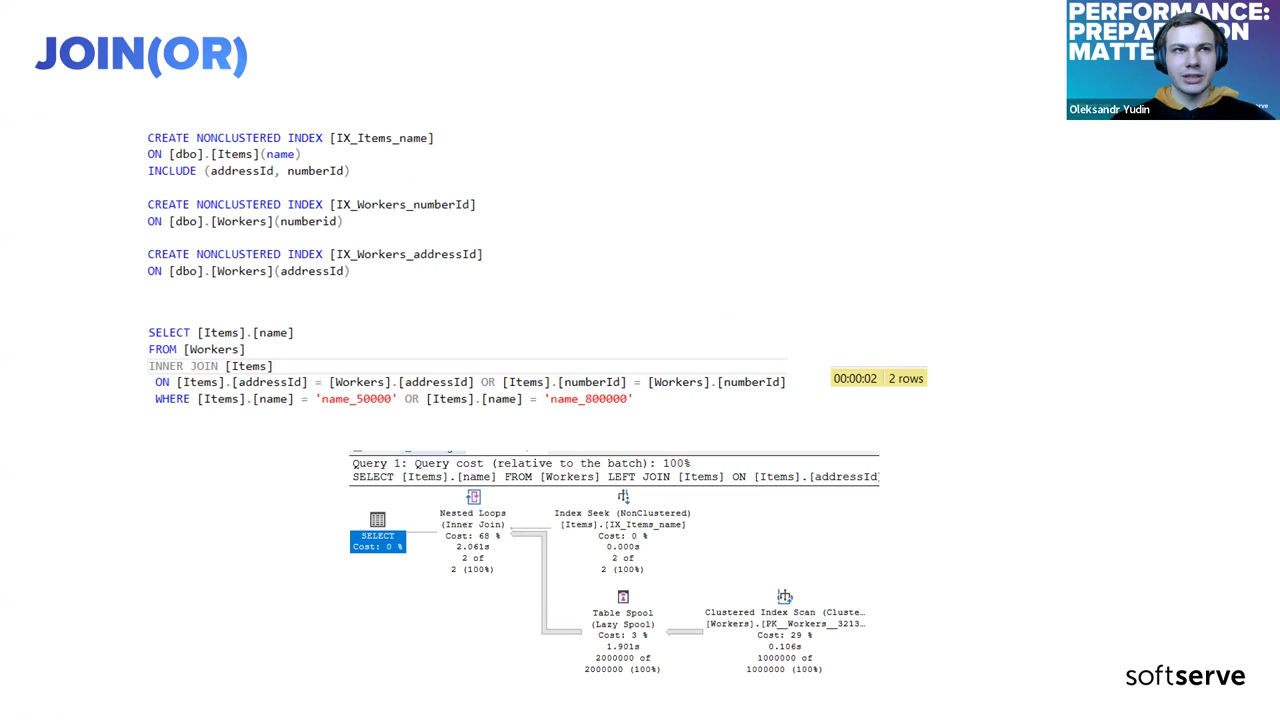 JOIN(OR)
PERFORMANCE:
MATTE
Oleksandr Yudin
CREATE NONCLUSTERED INDEX [IX_Items_name]
ON [dbo].[Items](name)
INCLUDE (addressId, numberId)
CREATE NONCLUSTERED INDEX [IX_Workers_numberId]
ON [dbo].[Workers](numberid)
CREATE NONCLUSTERED INDEX [IX_Workers_addressId]
ON [dbo].[Workers](addressId)
SELECT [Items].[name]
FROM [Workers]
INNER JOIN [Items]
ON [Items].[addressId] = [Workers].[addressId] OR [Items].[numberId] = [Workers].[numberId]
WHERE [Items].[name] = 'name_50000' OR [Items].[name] = 'name_800000'
00:00:02 2 rows
Query 1: Query cost (relative to the batch): 100%
SELECT [Items].[name] FROM [Workers] LEFT JOIN [Items] ON [Items].[addressId]
SELECT
Cost: 0 %
Nested Loops
(Inner Join)
Cost: 68 %
2.061s
2 of
2 (100%)
Index Seek (NonClustered)
[Items].[IX_Items_name]
Cost: 0 %
0.000s
2 of
2 (100%)
Table Spool
(Lazy Spool)
Cost: 3 %
1.901s
2000000 of
2000000 (100%)
Clustered Index Scan (Cluste…
[Workers].[PK__Workers__3213…
Cost: 29 %
0.106s
1000000 of
1000000 (100%)
softserve